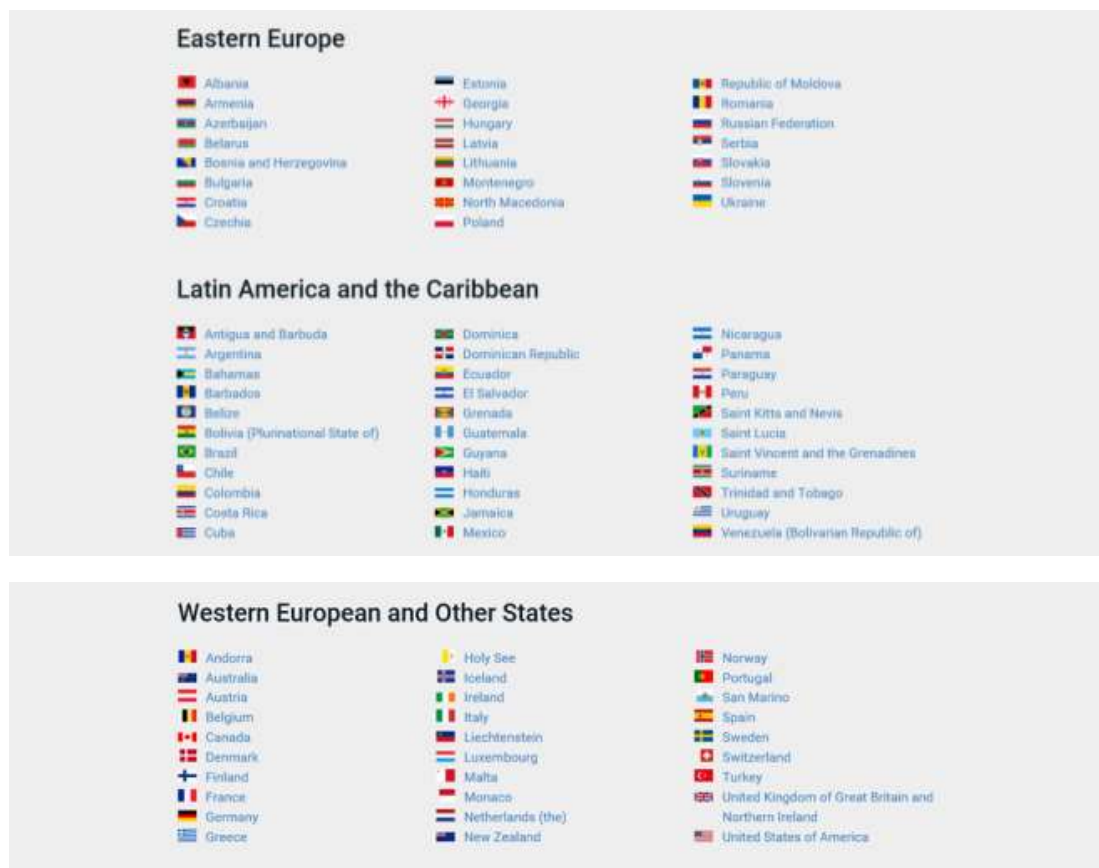 Eastern Europe
Albania
Armenia
Azerbaijan
Belarus
Bosnia and Herzegovina
Bulgaria
Croatia
Czechia
Estonia
Georgia
Hungary
Latvia
Lithuania
Montenegro
North Macedonia
Poland
Republic of Moldova
Romania
Russian Federation
Serbia
Slovakia
Slovenia
Ukraine
Latin America and the Caribbean
Antigua and Barbuda
Argentina
Bahamas
Barbados
Belize
Bolivia (Plurinational State of)
Brazil
Chile
Colombia
Costa Rica
Cuba
Dominica
Dominican Republic
Ecuador
El Salvador
Grenada
Guatemala
Guyana
Haiti
Honduras
Jamaica
Mexico
Nicaragua
Panama
Paraguay
Peru
Saint Kitts and Nevis
Saint Lucia
Saint Vincent and the Grenadines
Suriname
Trinidad and Tobago
Uruguay
Venezuela (Bolivarian Republic of)
Western European and Other States
Andorra
Australia
Austria
Belgium
Canada
Denmark
Finland
France
Germany
Greece
Holy See
Iceland
Ireland
Italy
Liechtenstein
Luxembourg
Malta
Monaco
Netherlands (the)
New Zealand
Norway
Portugal
San Marino
Spain
Sweden
Switzerland
Turkey
United Kingdom of Great Britain and
Northern Ireland
United States of America